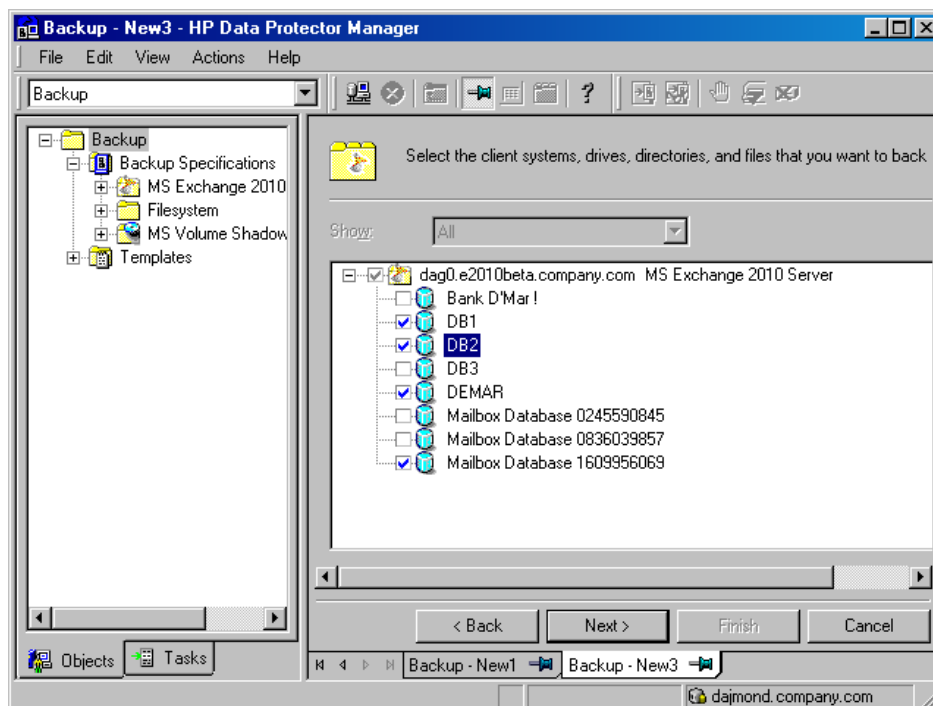 Backup - New3 - HP Data Protector Manager
File Edit View Actions Help
Backup
?
Backup
Backup Specifications
MS Exchange 2010
Filesystem
MS Volume Shadow
Templates
Objects
Tasks
Select the client systems, drives, directories, and files that you want to back
Show:
All
dag0.e2010beta.company.com MS Exchange 2010 Server
Bank D'Mar !
DB1
DB2
DB3
DEMAR
Mailbox Database 0245590845
Mailbox Database 0836039857
Mailbox Database 1609956069
< Back
Next >
Finish
Cancel
Backup - New1
Backup - New3
dajmond.company.com